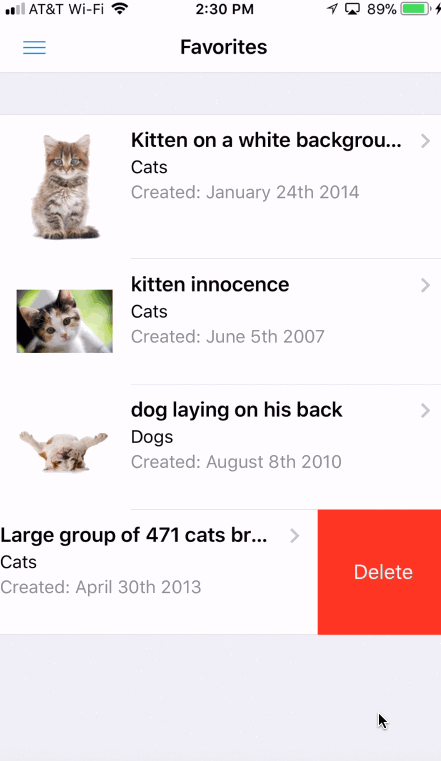 AT&T Wi-Fi 2:30 PM 89%
Favorites
Kitten on a white backgrou...
Cats
Created: January 24th 2014
kitten innocence
Cats
Created: June 5th 2007
dog laying on his back
Dogs
Created: August 8th 2010
Large group of 471 cats br...
Cats
Created: April 30th 2013
Delete